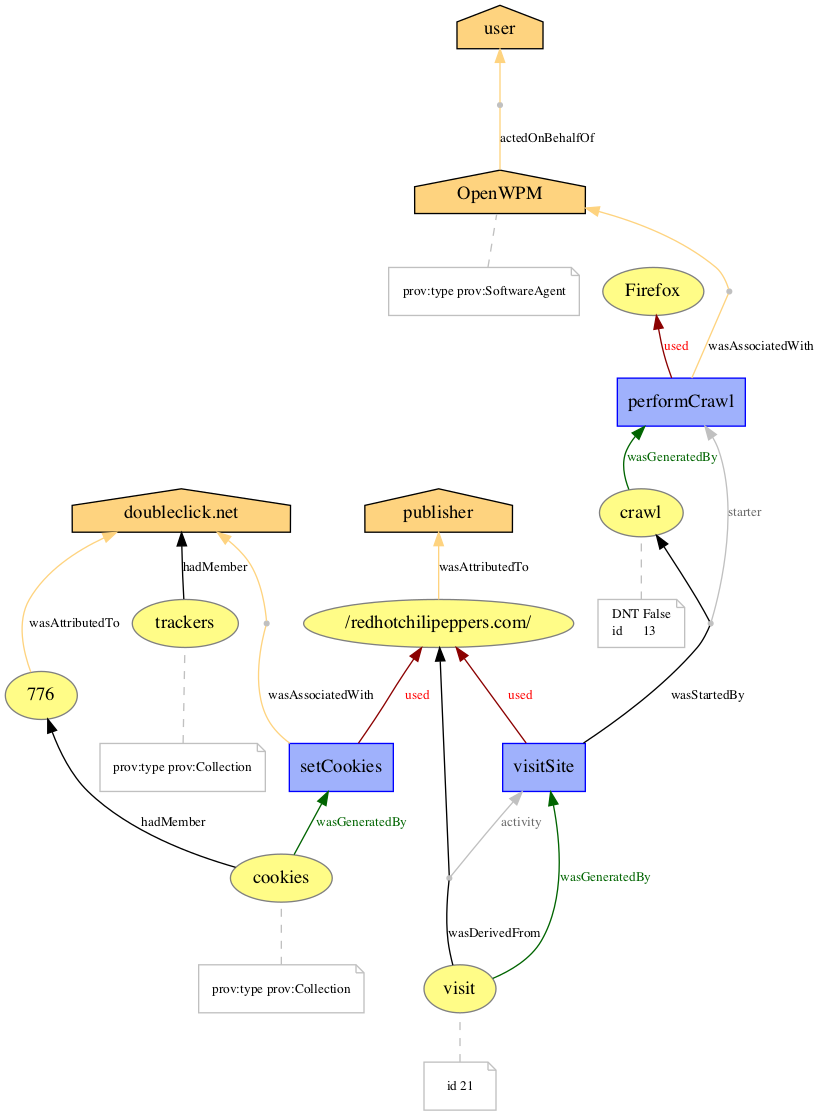 user
actedOnBehalfOf
OpenWPM
prov:type prov:SoftwareAgent
Firefox
used
wasAssociatedWith
performCrawl
wasGeneratedBy
doubleclick.net
publisher
crawl
starter
hadMember
wasAttributedTo
DNT False
id 13
wasAttributedTo
trackers
/redhotchilipeppers.com/
776
wasAssociatedWith
used
used
wasStartedBy
prov:type prov:Collection
setCookies
visitSite
hadMember
wasGeneratedBy
activity
cookies
wasGeneratedBy
wasDerivedFrom
prov:type prov:Collection
visit
id 21